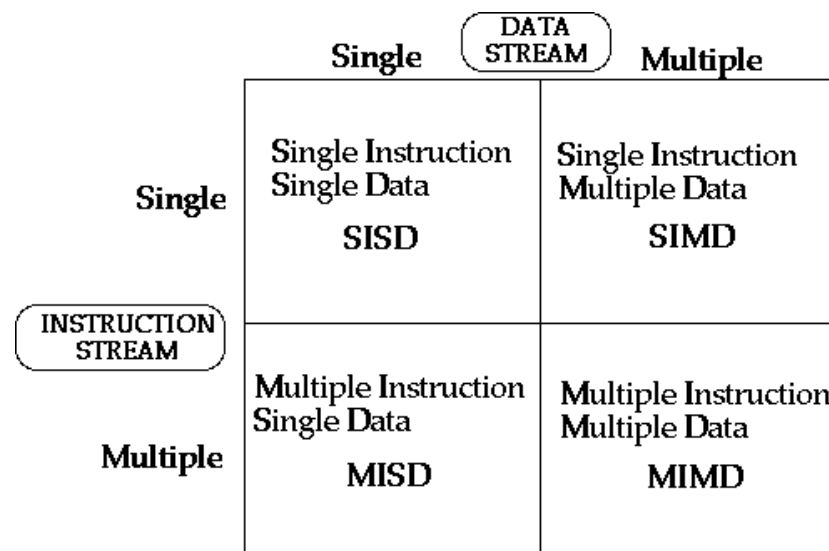 DATA
STREAM
Single
Multiple
Single
Single Instruction
Single Data
SISD
Single Instruction
Multiple Data
SIMD
INSTRUCTION
STREAM
Multiple
Multiple Instruction
Single Data
MISD
Multiple Instruction
Multiple Data
MIMD